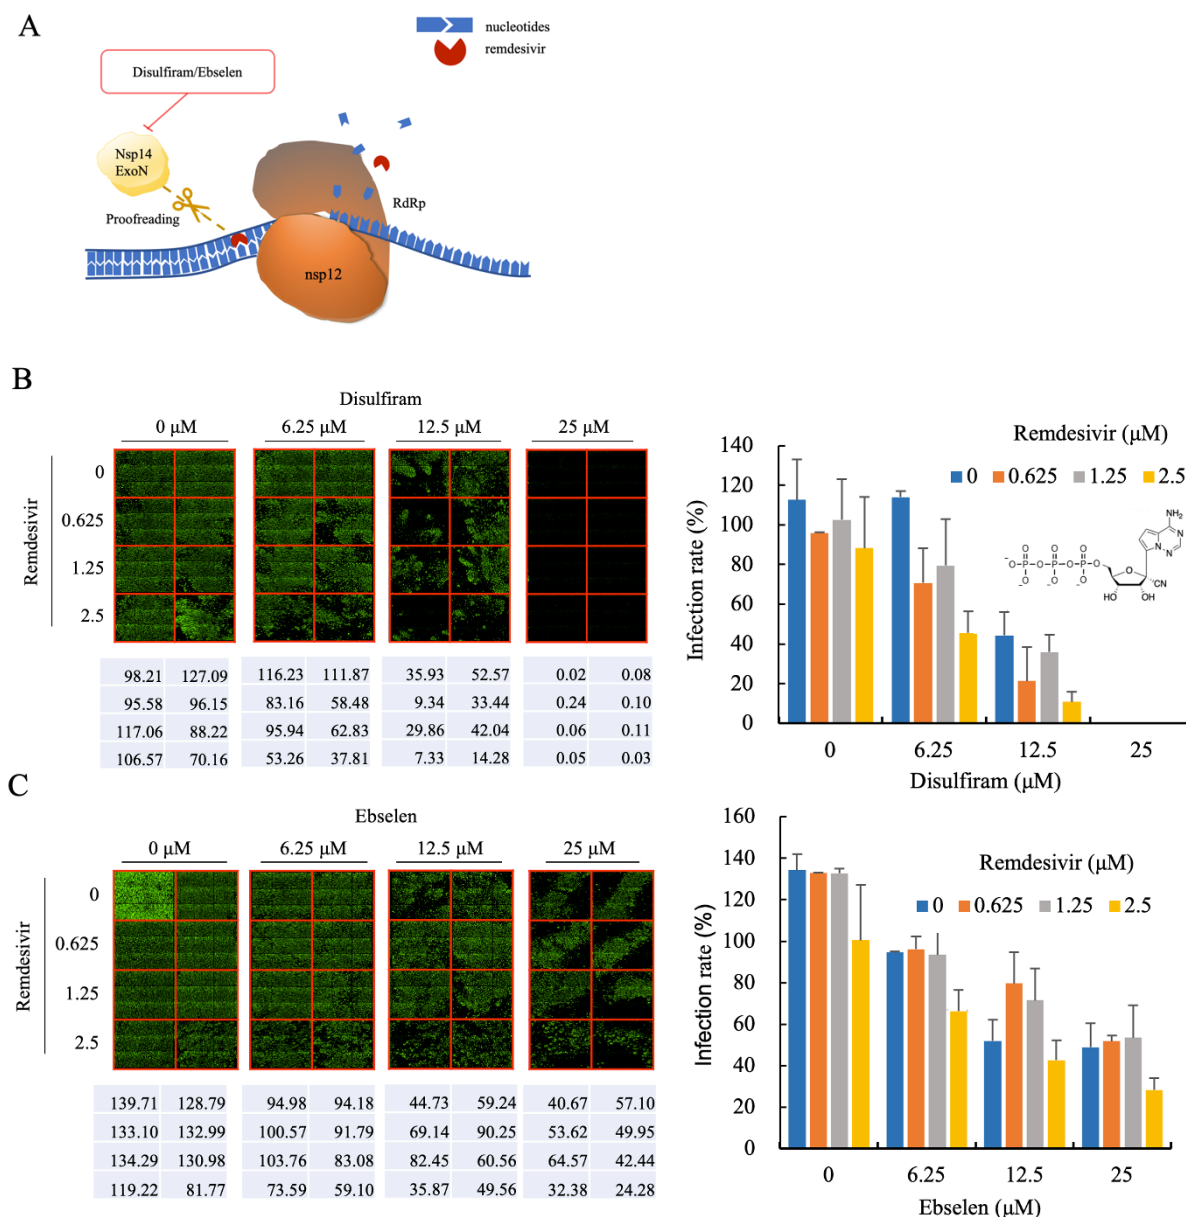 A
nucleotides
remdesivir
Disulfiram/Ebselen
Nsp14
ExoN
Proofreading
RdRp
nsp12
B
Disulfiram
0 μM 6.25 μM 12.5 μM 25 μM
Remdesivir
0
0.625
1.25
2.5
98.21 127.09 116.23 111.87 35.93 52.57 0.02 0.08
95.58 96.15 83.16 58.48 9.34 33.44 0.24 0.10
117.06 88.22 95.94 62.83 29.86 42.04 0.06 0.11
106.57 70.16 53.26 37.81 7.33 14.28 0.05 0.03
Infection rate (%)
140
120
100
80
60
40
20
0
Remdesivir (μM)
0 0.625 1.25 2.5
NH₂
N
N
N
O O O
⁻O-P-O-P-O-P-O
O⁻ O⁻ O⁻
O
CN
HO OH
0 6.25 12.5 25
Disulfiram (μM)
C
Ebselen
0 μM 6.25 μM 12.5 μM 25 μM
Remdesivir
0
0.625
1.25
2.5
139.71 128.79 94.98 94.18 44.73 59.24 40.67 57.10
133.10 132.99 100.57 91.79 69.14 90.25 53.62 49.95
134.29 130.98 103.76 83.08 82.45 60.56 64.57 42.44
119.22 81.77 73.59 59.10 35.87 49.56 32.38 24.28
Infection rate (%)
160
140
120
100
80
60
40
20
0
Remdesivir (μM)
0 0.625 1.25 2.5
0 6.25 12.5 25
Ebselen (μM)